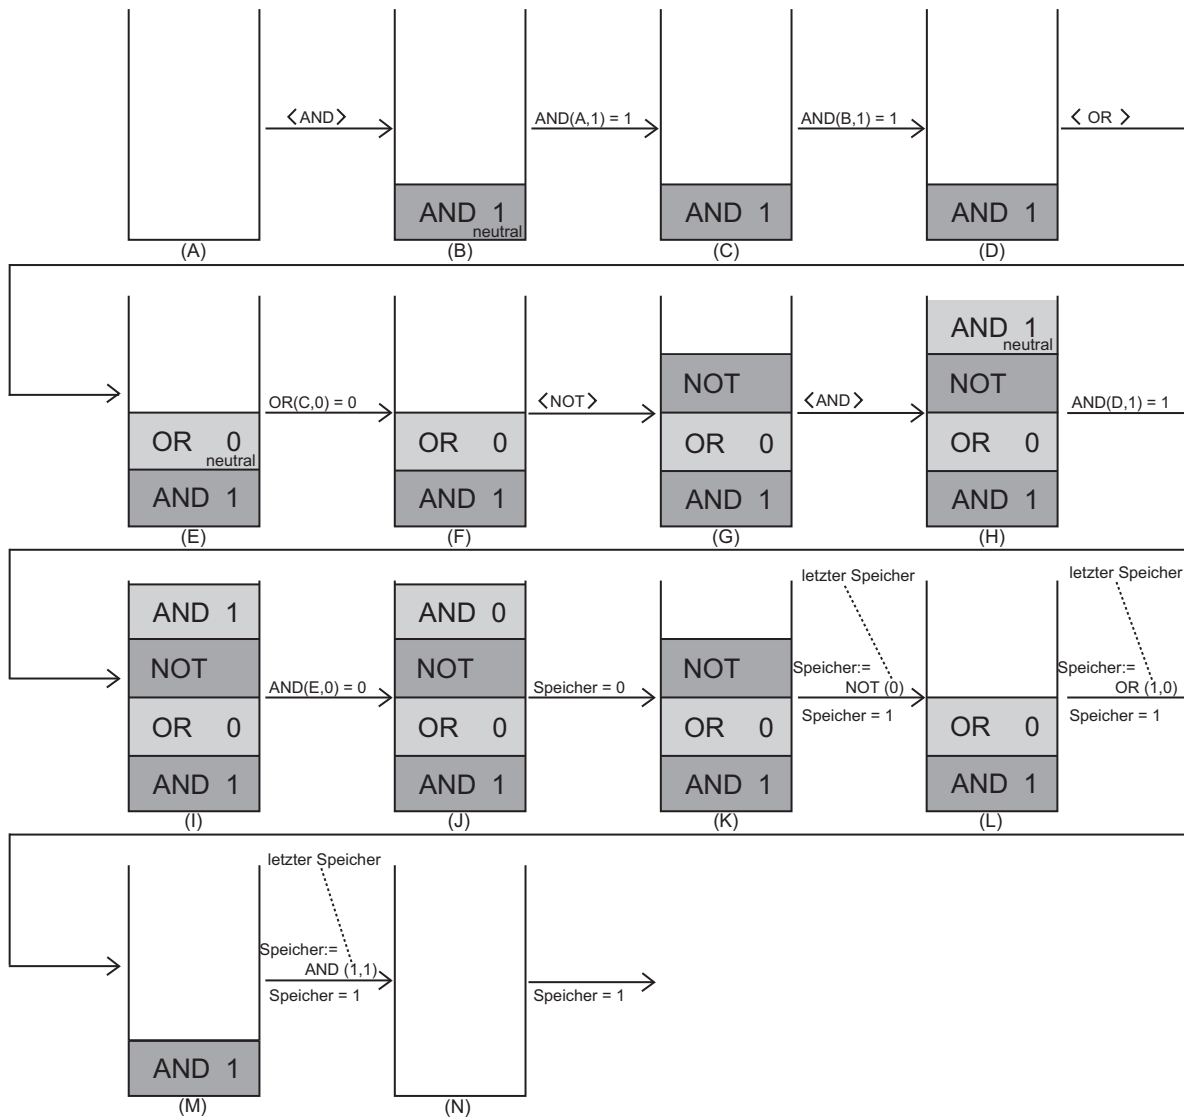 <AND>
AND(A,1) = 1
AND(B,1) = 1
< OR >
AND 1
neutral
AND 1
AND 1
(A)
(B)
(C)
(D)
OR(C,0) = 0
<NOT>
<AND>
AND(D,1) = 1
OR 0
neutral
AND 1
OR 0
AND 1
NOT
OR 0
AND 1
AND 1
neutral
NOT
OR 0
AND 1
(E)
(F)
(G)
(H)
AND 1
NOT
OR 0
AND 1
AND(E,0) = 0
AND 0
NOT
OR 0
AND 1
Speicher = 0
NOT
OR 0
AND 1
letzter Speicher
Speicher:=
NOT (0)
Speicher = 1
OR 0
AND 1
letzter Speicher
Speicher:=
OR (1,0)
Speicher = 1
(I)
(J)
(K)
(L)
letzter Speicher
Speicher:=
AND (1,1)
Speicher = 1
Speicher = 1
AND 1
(M)
(N)